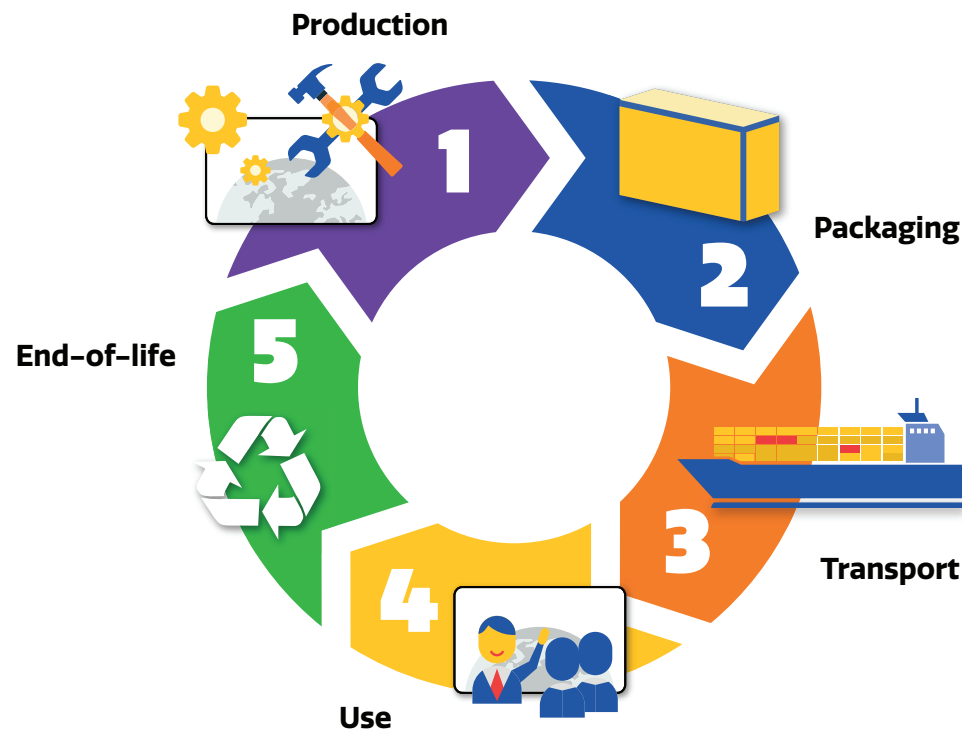 Production
1
2
Packaging
3
Transport
4
Use
5
End-of-life